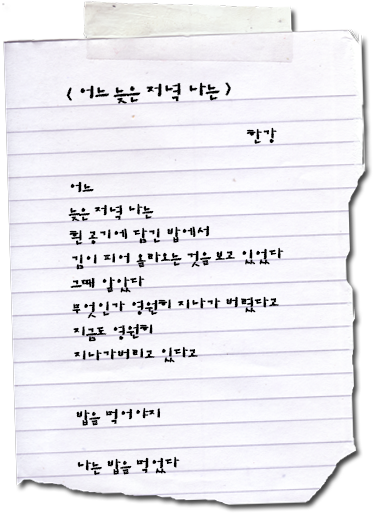 < 어느 늦은 저녁 나는 >
한강
어느
늦은 저녁 나는
흰 공기에 담긴 밥에서
김이 피어 올라오는 것을 보고 있었다
그때 알았다
무엇인가 영원히 지나가 버렸다고
지금도 영원히
지나가버리고 있다고
밥을 먹어야지
나는 밥을 먹었다